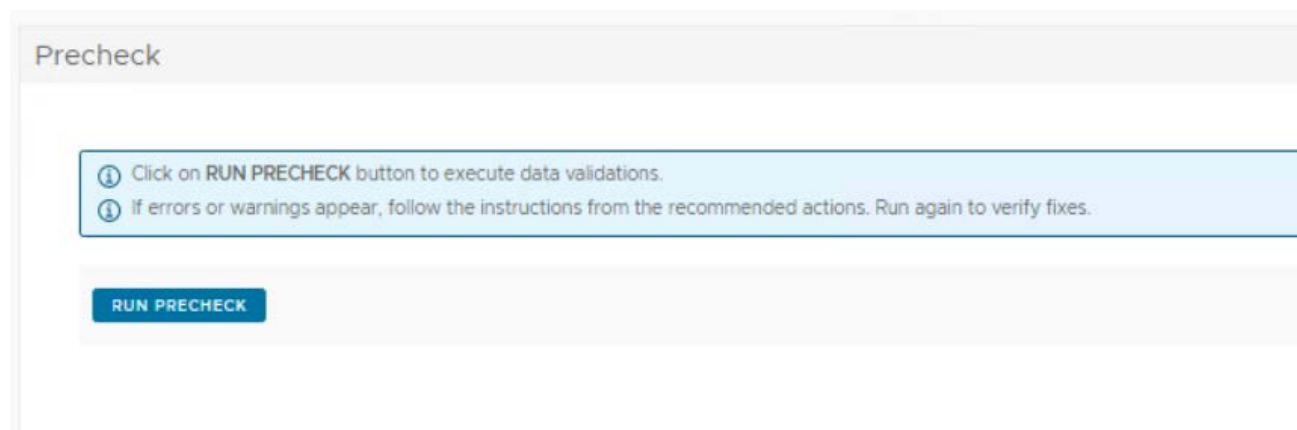 Precheck
Click on RUN PRECHECK button to execute data validations.
If errors or warnings appear, follow the instructions from the recommended actions. Run again to verify fixes.
RUN PRECHECK